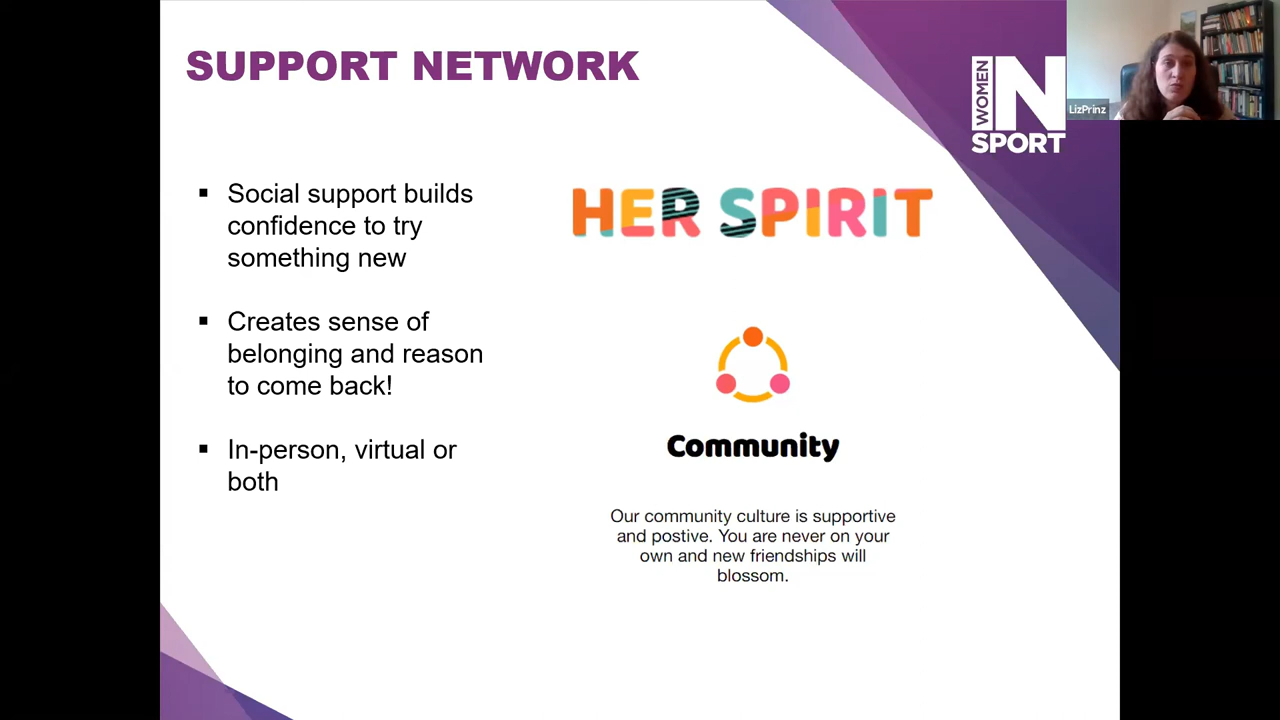 SUPPORT NETWORK
WOMEN
IN
SPORT
LizPrinz
▪ Social support builds
confidence to try
something new
▪ Creates sense of
belonging and reason
to come back!
▪ In-person, virtual or
both
HER SPIRIT
Community
Our community culture is supportive
and postive. You are never on your
own and new friendships will
blossom.